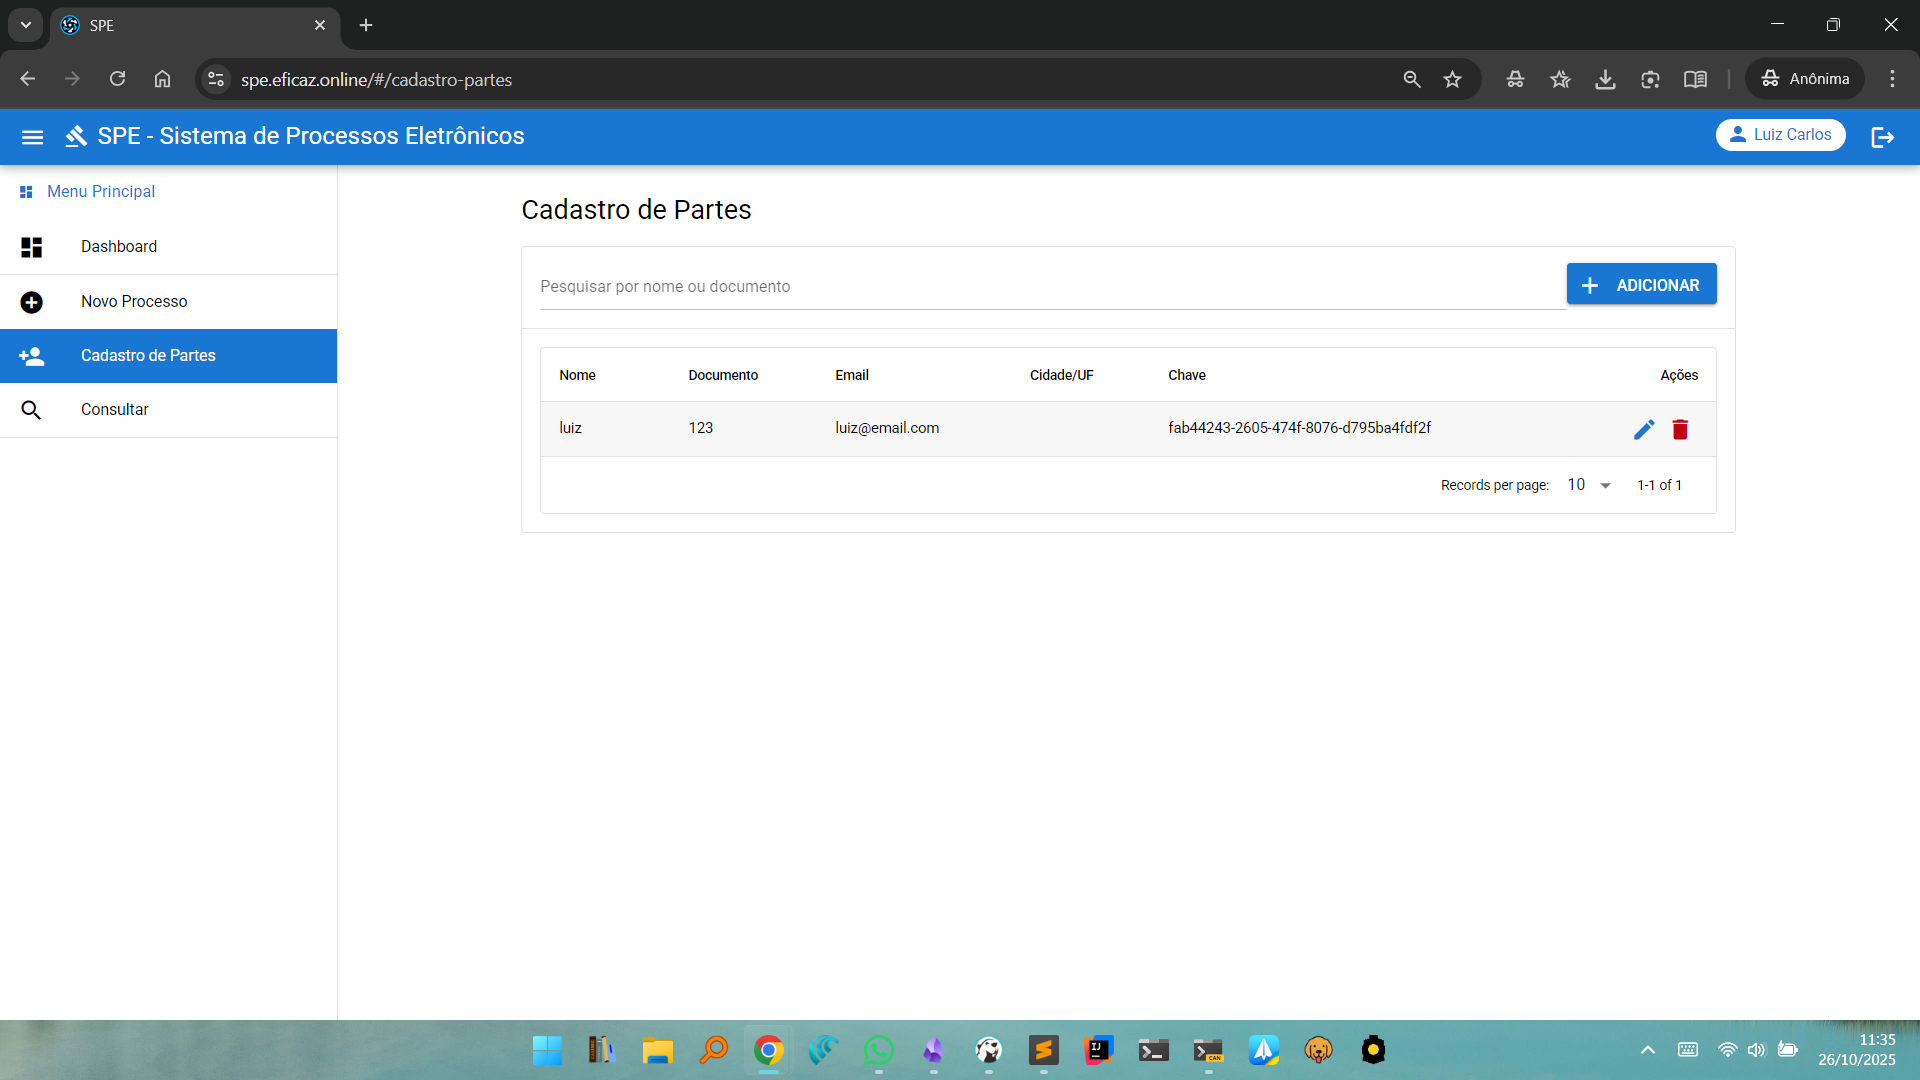 SPE
spe.eficaz.online/#/cadastro-partes
Anônima
SPE - Sistema de Processos Eletrônicos
Luiz Carlos
Menu Principal
Dashboard
Novo Processo
Cadastro de Partes
Consultar
Cadastro de Partes
Pesquisar por nome ou documento
ADICIONAR
Nome Documento Email Cidade/UF Chave Ações
luiz 123 luiz@email.com fab44243-2605-474f-8076-d795ba4fdf2f
Records per page: 10 1-1 of 1
IJ
CAN
11:35
26/10/2025